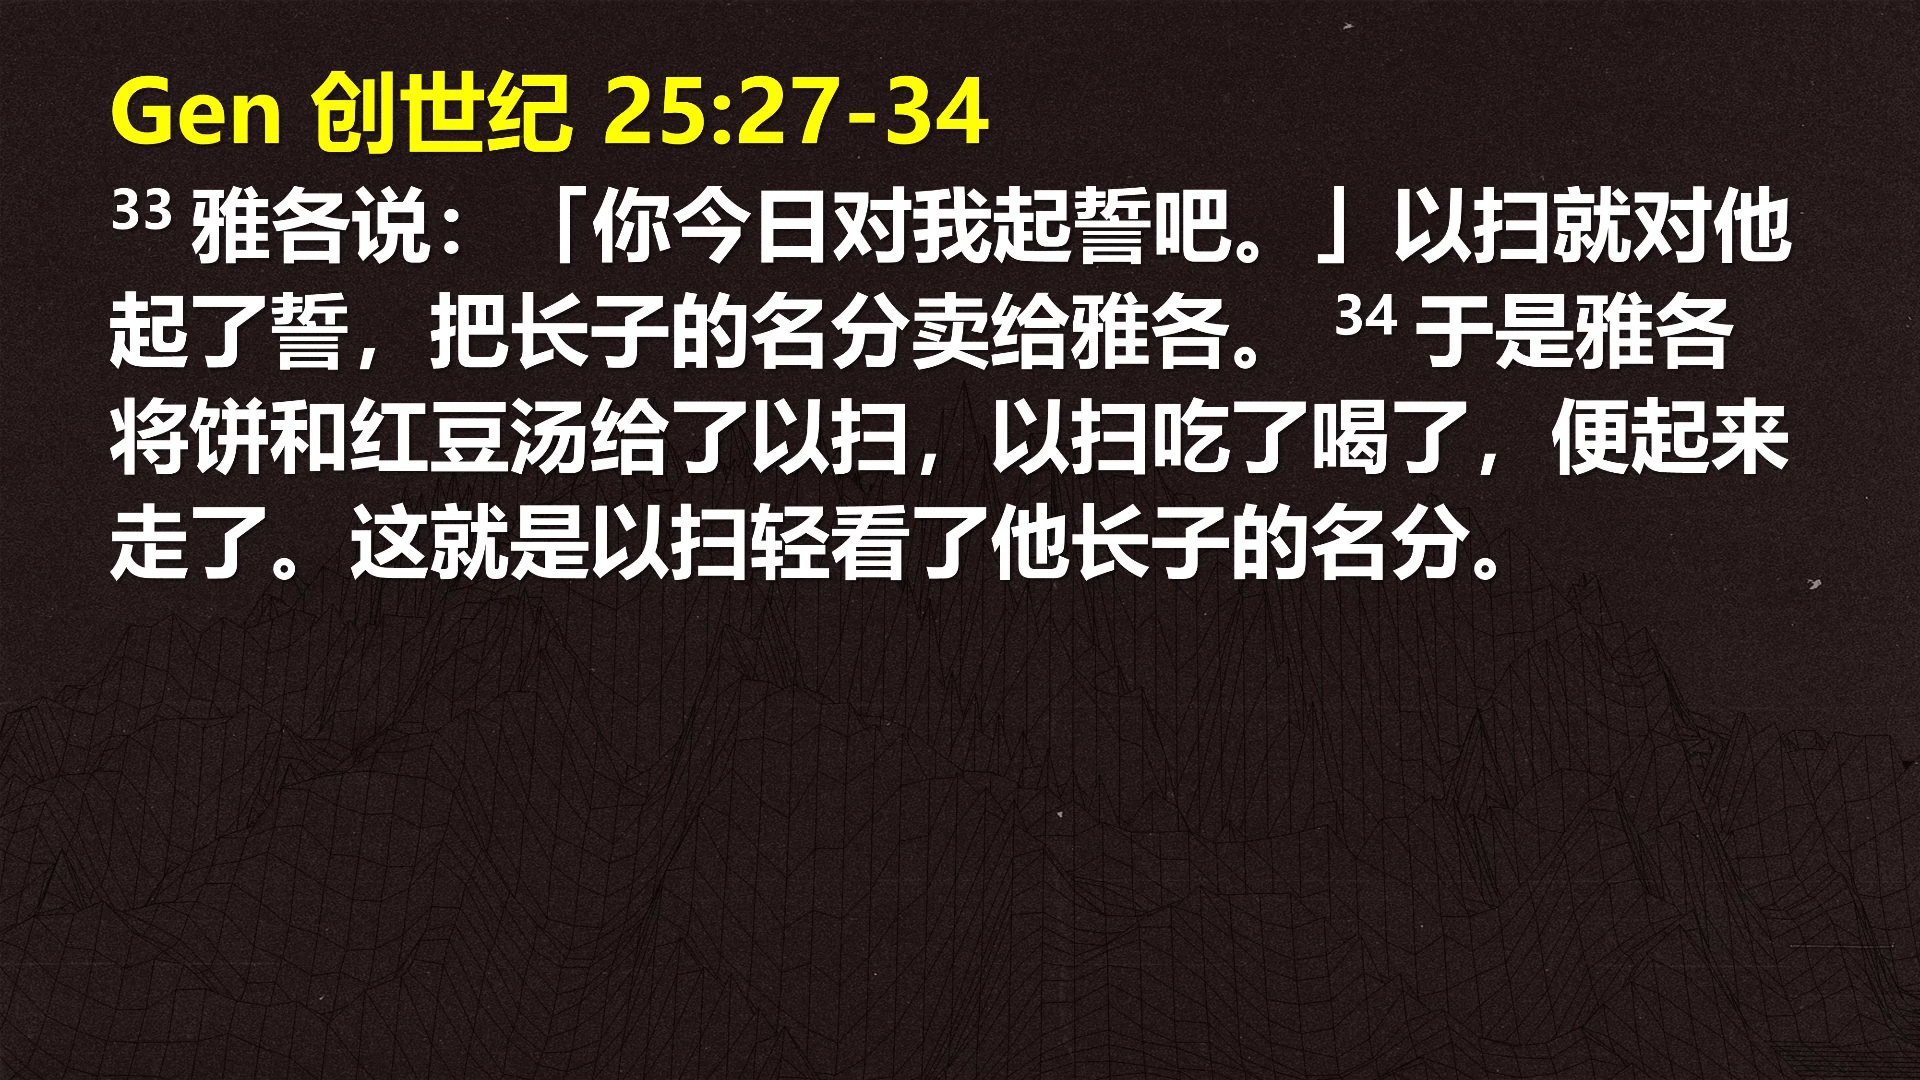 Gen 创世纪 25:27-34
33 雅各说：「你今日对我起誓吧。」以扫就对他
起了誓，把长子的名分卖给雅各。 34 于是雅各
将饼和红豆汤给了以扫，以扫吃了喝了，便起来
走了。这就是以扫轻看了他长子的名分。